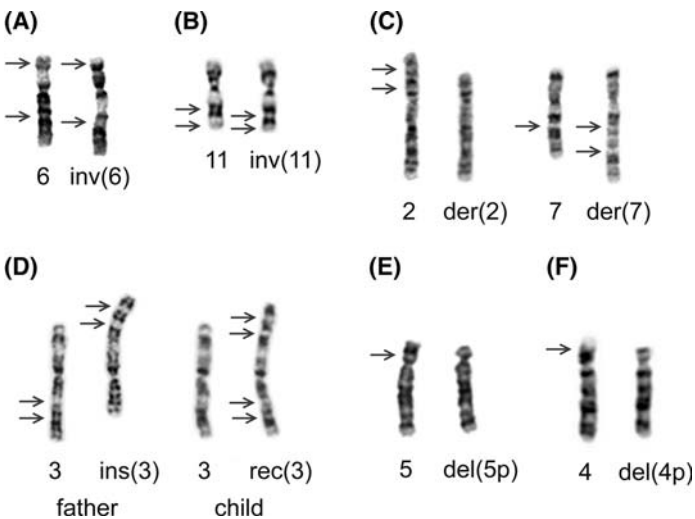 (A) (B) (C)
6 inv(6) 11 inv(11) 2 der(2) 7 der(7)
(D) (E) (F)
3 ins(3) 3 rec(3) 5 del(5p) 4 del(4p)
father child